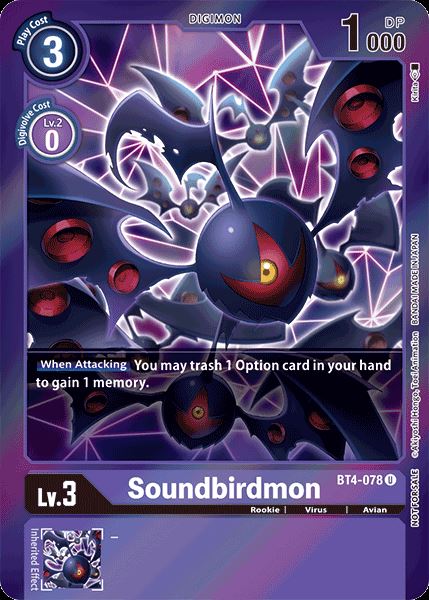 DIGIMON
Play Cost
3
Digivolve Cost
Lv.2
0
DP
1000
When Attacking You may trash 1 Option card in your hand
to gain 1 memory.
©Akiyoshi Hongo, Toei Animation BANDAI MADE IN JAPAN
NOT FOR SALE
BT4-078 U
Lv.3
Soundbirdmon
Rookie | Virus | Avian
Inherited Effect
–